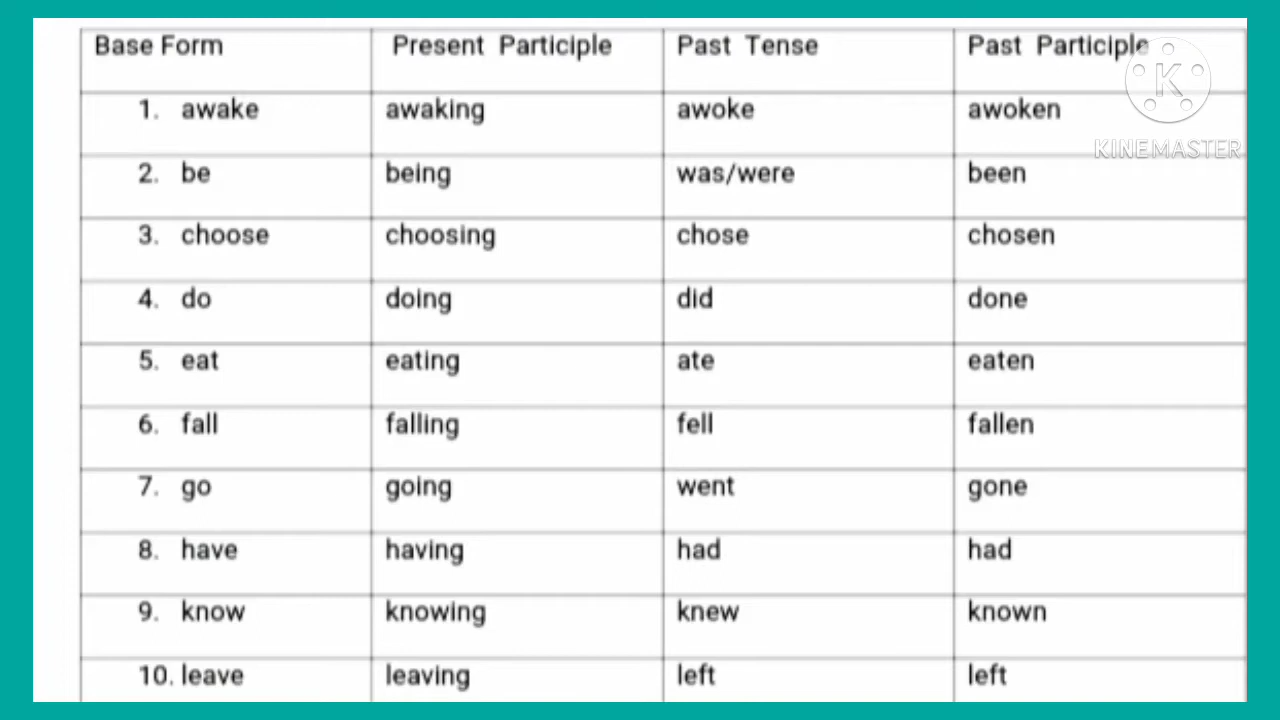 Base Form Present Participle Past Tense Past Participle
1. awake awaking awoke awoken
KINEMASTER
2. be being was/were been
3. choose choosing chose chosen
4. do doing did done
5. eat eating ate eaten
6. fall falling fell fallen
7. go going went gone
8. have having had had
9. know knowing knew known
10. leave leaving left left